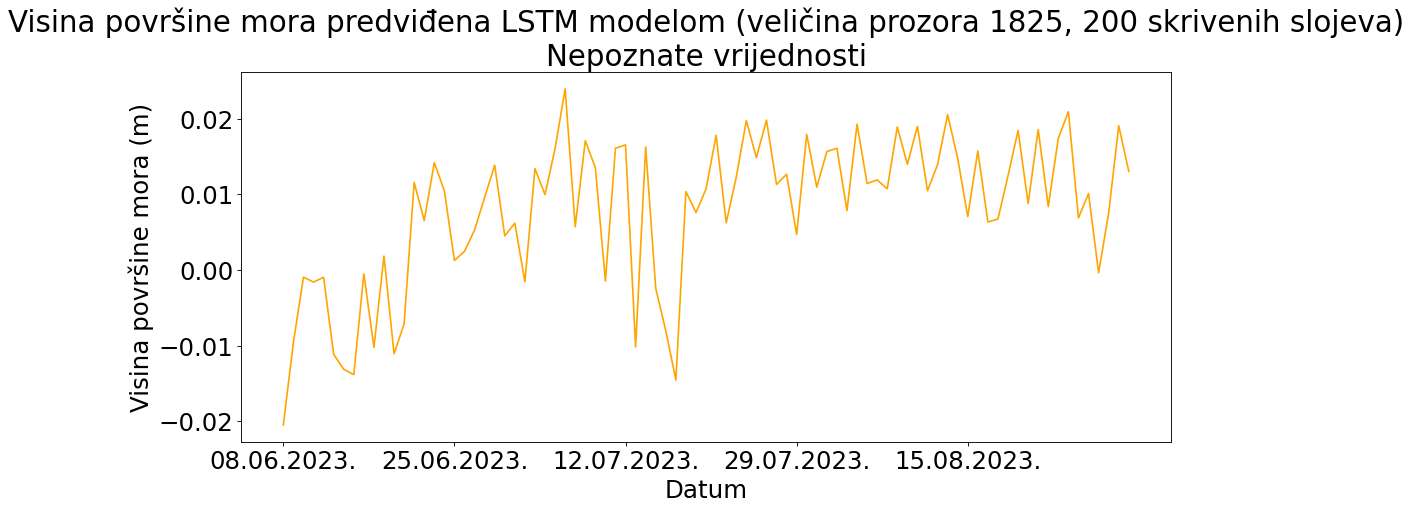 Visina površine mora predviđena LSTM modelom (veličina prozora 1825, 200 skrivenih slojeva)
Nepoznate vrijednosti
Visina površine mora (m)
0.02
0.01
0.00
−0.01
−0.02
08.06.2023. 25.06.2023. 12.07.2023. 29.07.2023. 15.08.2023.
Datum